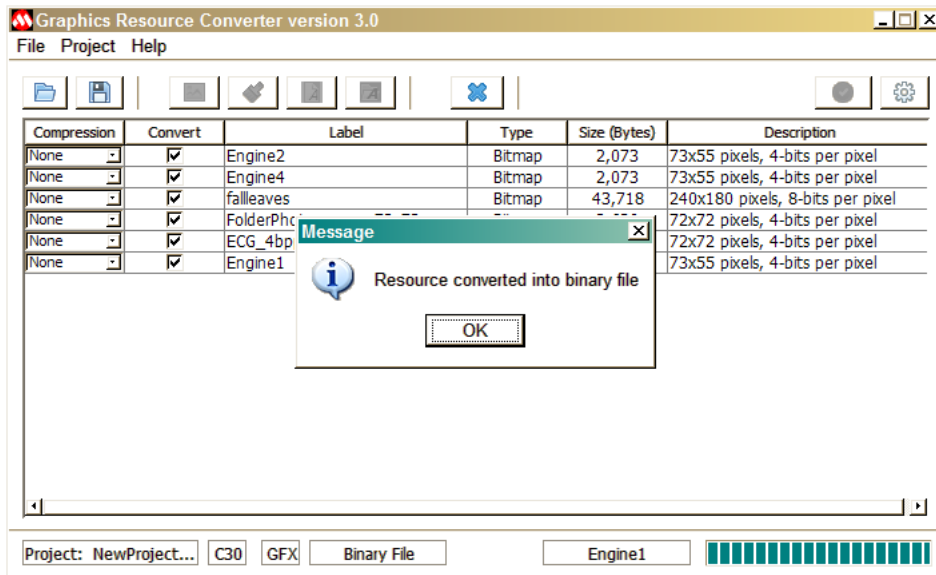 Graphics Resource Converter version 3.0
File Project Help
Compression Convert Label Type Size (Bytes) Description
None Engine2 Bitmap 2,073 73x55 pixels, 4-bits per pixel
None Engine4 Bitmap 2,073 73x55 pixels, 4-bits per pixel
None fallleaves Bitmap 43,718 240x180 pixels, 8-bits per pixel
None 72x72 pixels, 4-bits per pixel
None ECG_4bp 72x72 pixels, 4-bits per pixel
None Engine1 73x55 pixels, 4-bits per pixel
Message
Resource converted into binary file
OK
Project: NewProject... C30 GFX Binary File Engine1